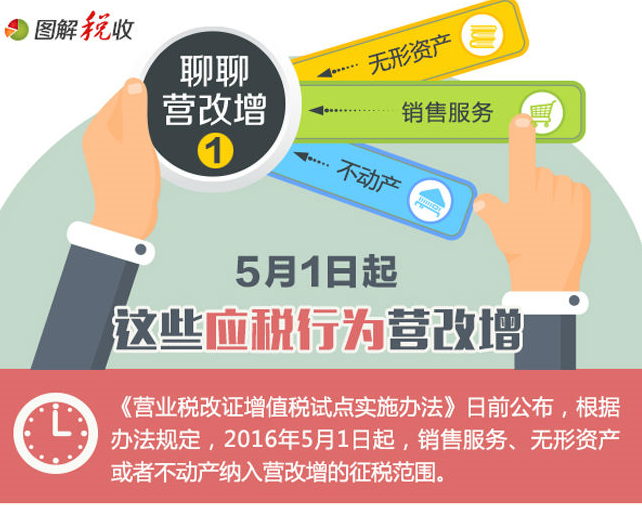 图解税收
聊聊
营改增
1
无形资产
销售服务
不动产
5月1日起
这些应税行为营改增
《营业税改证增值税试点实施办法》日前公布，根据
办法规定，2016年5月1日起，销售服务、无形资产
或者不动产纳入营改增的征税范围。